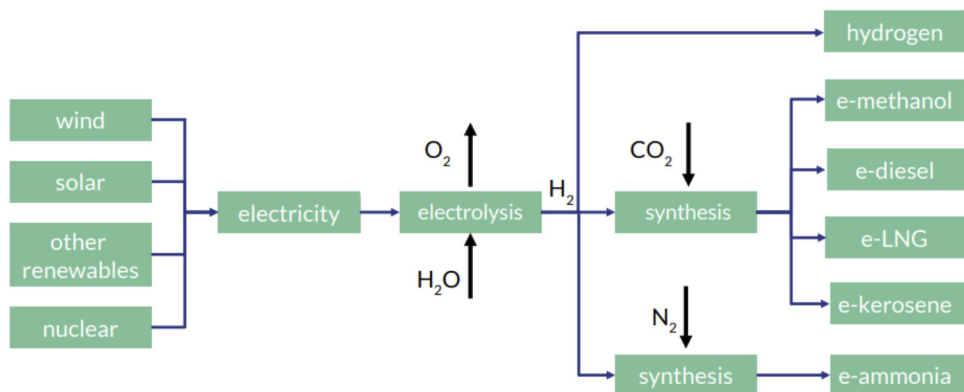 hydrogen
e-methanol
wind
O₂
CO₂
solar
e-diesel
H₂
electricity
electrolysis
synthesis
other
renewables
e-LNG
H₂O
e-kerosene
nuclear
N₂
synthesis
e-ammonia